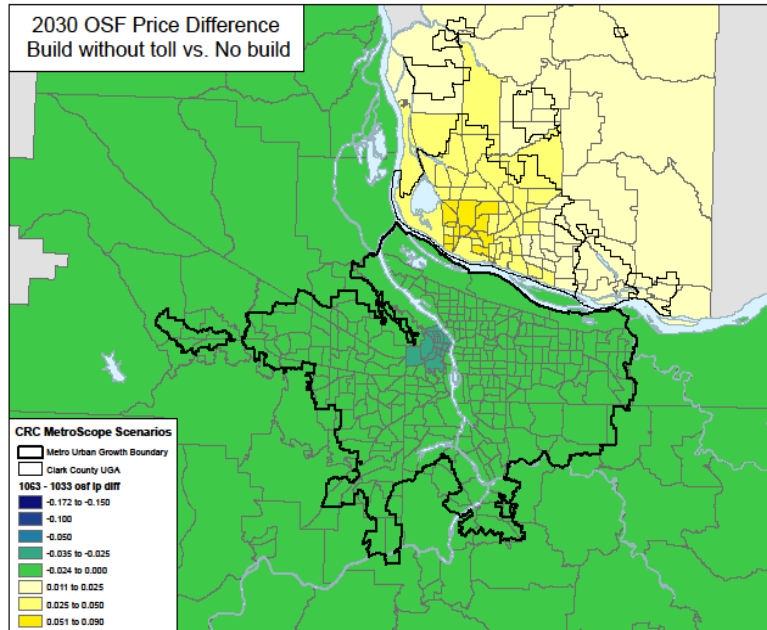 2030 OSF Price Difference
Build without toll vs. No build
CRC MetroScope Scenarios
Metro Urban Growth Boundary
Clark County UGA
1063 - 1033 osf lp diff
-0.172 to -0.150
-0.100
-0.050
-0.035 to -0.025
-0.024 to 0.000
0.011 to 0.025
0.025 to 0.050
0.051 to 0.090